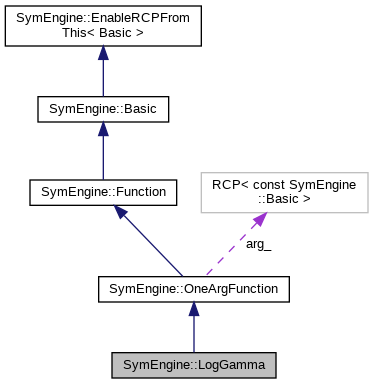 SymEngine::EnableRCPFrom
This< Basic >
SymEngine::Basic
SymEngine::Function
RCP< const SymEngine
::Basic >
arg_
SymEngine::OneArgFunction
SymEngine::LogGamma